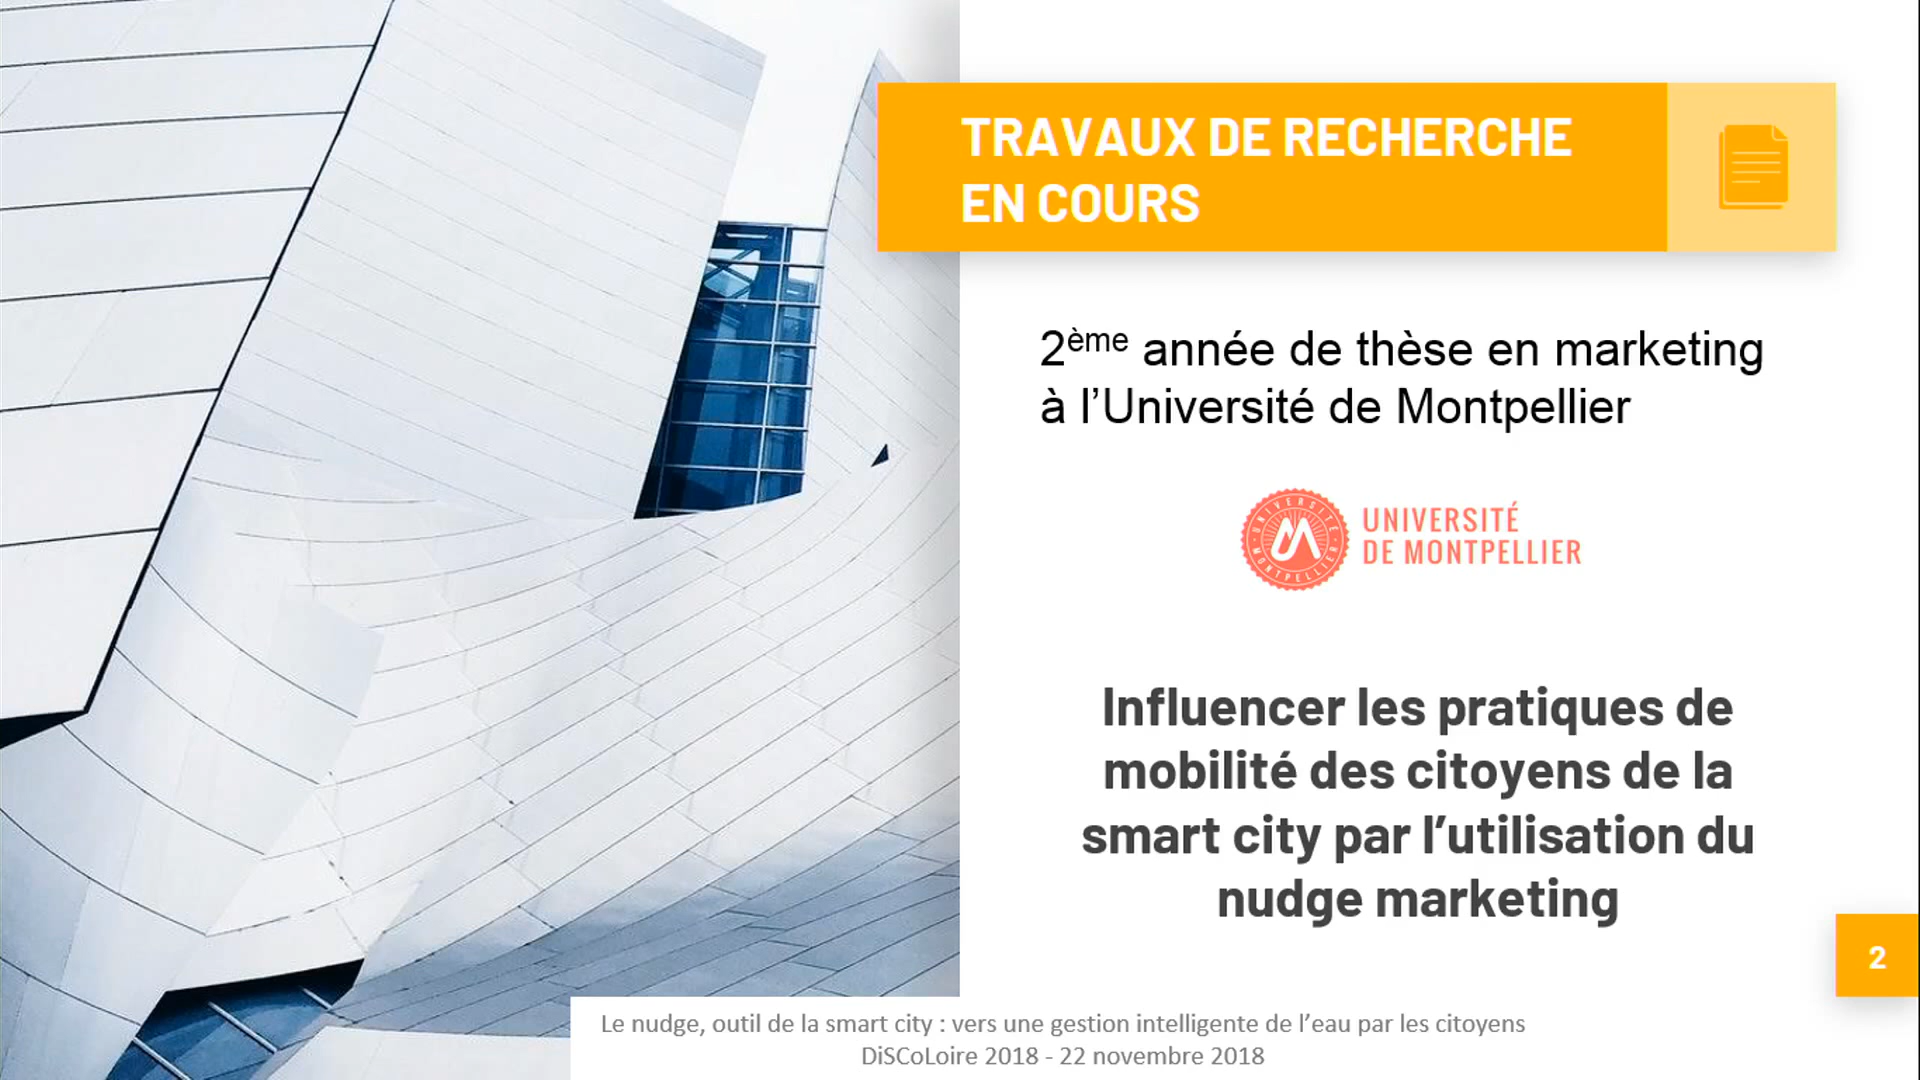 TRAVAUX DE RECHERCHE
EN COURS
2ème année de thèse en marketing
à l’Université de Montpellier
UNIVERSITÉ
MONTPELLIER
UNIVERSITÉ
DE MONTPELLIER
Influencer les pratiques de
mobilité des citoyens de la
smart city par l’utilisation du
nudge marketing
2
Le nudge, outil de la smart city : vers une gestion intelligente de l’eau par les citoyens
DiSCoLoire 2018 - 22 novembre 2018